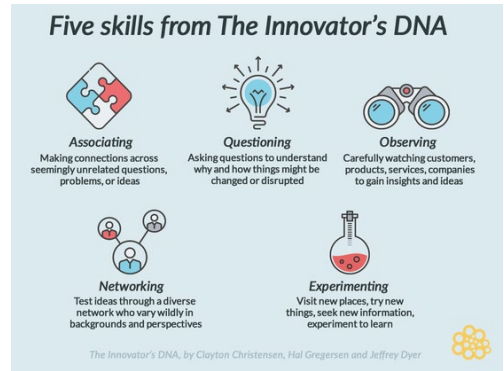 Five skills from The Innovator's DNA
Associating
Making connections across
seemingly unrelated questions,
problems, or ideas
Questioning
Asking questions to understand
why and how things might be
changed or disrupted
Observing
Carefully watching customers,
products, services, companies
to gain insights and ideas
Networking
Test ideas through a diverse
network who vary wildly in
backgrounds and perspectives
Experimenting
Visit new places, try new
things, seek new information,
experiment to learn
The Innovator's DNA, by Clayton Christensen, Hal Gregersen and Jeffrey Dyer